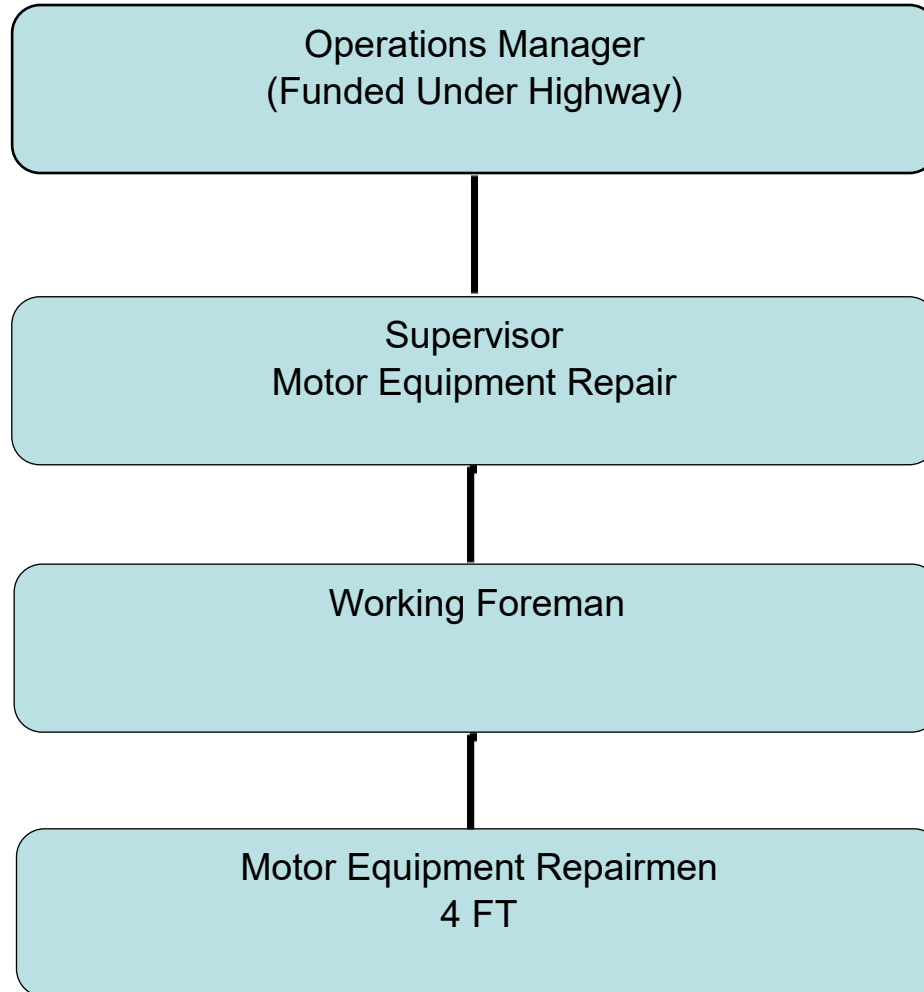 Operations Manager
(Funded Under Highway)
Supervisor
Motor Equipment Repair
Working Foreman
Motor Equipment Repairmen
4 FT